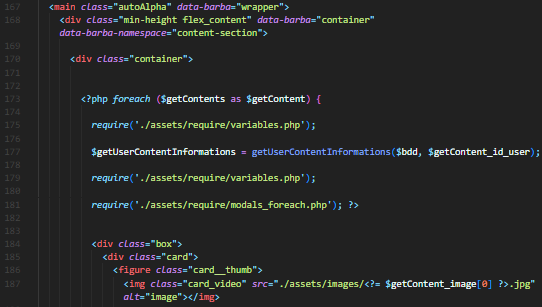 167 <main class="autoAlpha" data-barba="wrapper">
168 <div class="min-height flex_content" data-barba="container"
data-barba-namespace="content-section">
169
170 <div class="container">
171
172
173 <?php foreach ($getContents as $getContent) {
174
175 require('./assets/require/variables.php');
176
177 $getUserContentInformations = getUserContentInformations($bdd, $getContent_id_user);
178
179 require('./assets/require/variables.php');
180
181 require('./assets/require/modals_foreach.php'); ?>
182
183
184 <div class="box">
185 <div class="card">
186 <figure class="card__thumb">
187 <img class="card_video" src="./assets/images/<?= $getContent_image[0] ?>.jpg"
alt="image"></img>